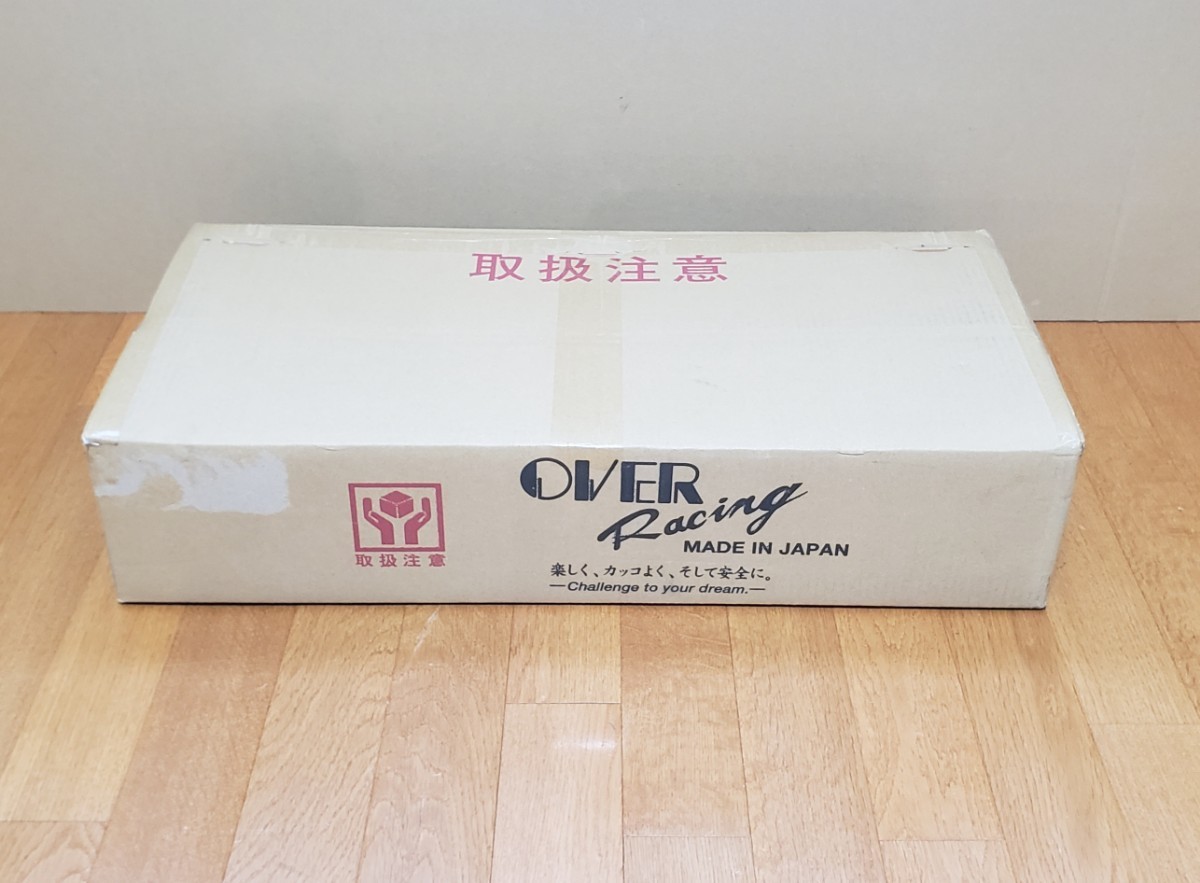 取扱注意
取扱注意
OVER
Racing
MADE IN JAPAN
楽しく、カッコよく、そして安全に。
—Challenge to your dream.—